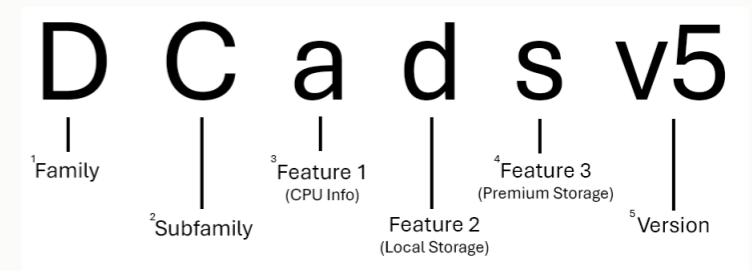 D C a d s v5
1Family
2Subfamily
3Feature 1
(CPU Info)
Feature 2
(Local Storage)
4Feature 3
(Premium Storage)
5Version